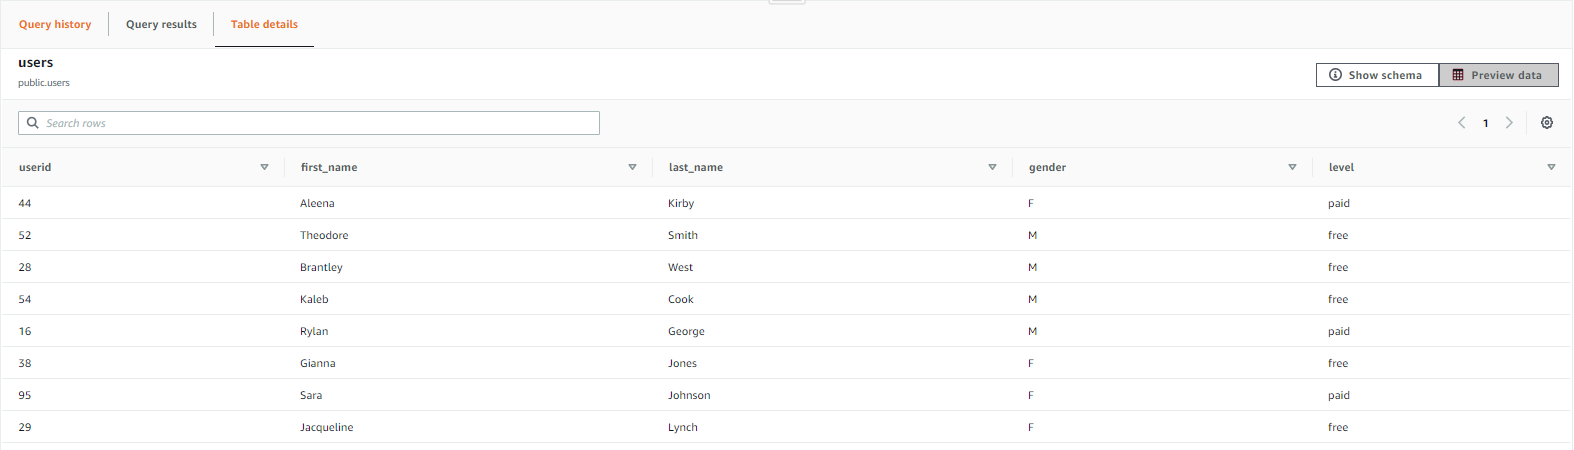 Query history Query results Table details
users
public.users
Show schema Preview data
Search rows
1
userid first_name last_name gender level
44 Aleena Kirby F paid
52 Theodore Smith M free
28 Brantley West M free
54 Kaleb Cook M free
16 Rylan George M paid
38 Gianna Jones F free
95 Sara Johnson F paid
29 Jacqueline Lynch F free